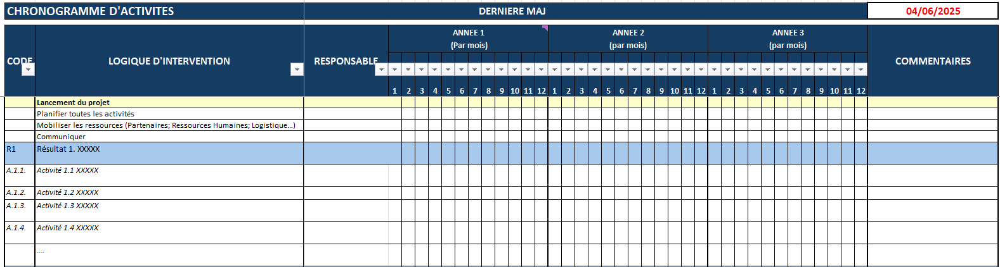 CHRONOGRAMME D'ACTIVITES DERNIERE MAJ 04/06/2025
CODE LOGIQUE D'INTERVENTION RESPONSABLE ANNEE 1 ANNEE 2 ANNEE 3 COMMENTAIRES
(Par mois) (par mois) (par mois)
1 2 3 4 5 6 7 8 9 10 11 12 1 2 3 4 5 6 7 8 9 10 11 12 1 2 3 4 5 6 7 8 9 10 11 12
Lancement du projet
Planifier toutes les activités
Mobiliser les ressources (Partenaires; Ressources Humaines; Logistique...)
Communiquer
R1 Résultat 1. XXXXX
A.1.1. Activité 1.1 XXXXX
A.1.2. Activité 1.2 XXXXX
A.1.3. Activité 1.3 XXXXX
A.1.4. Activité 1.4 XXXXX
....